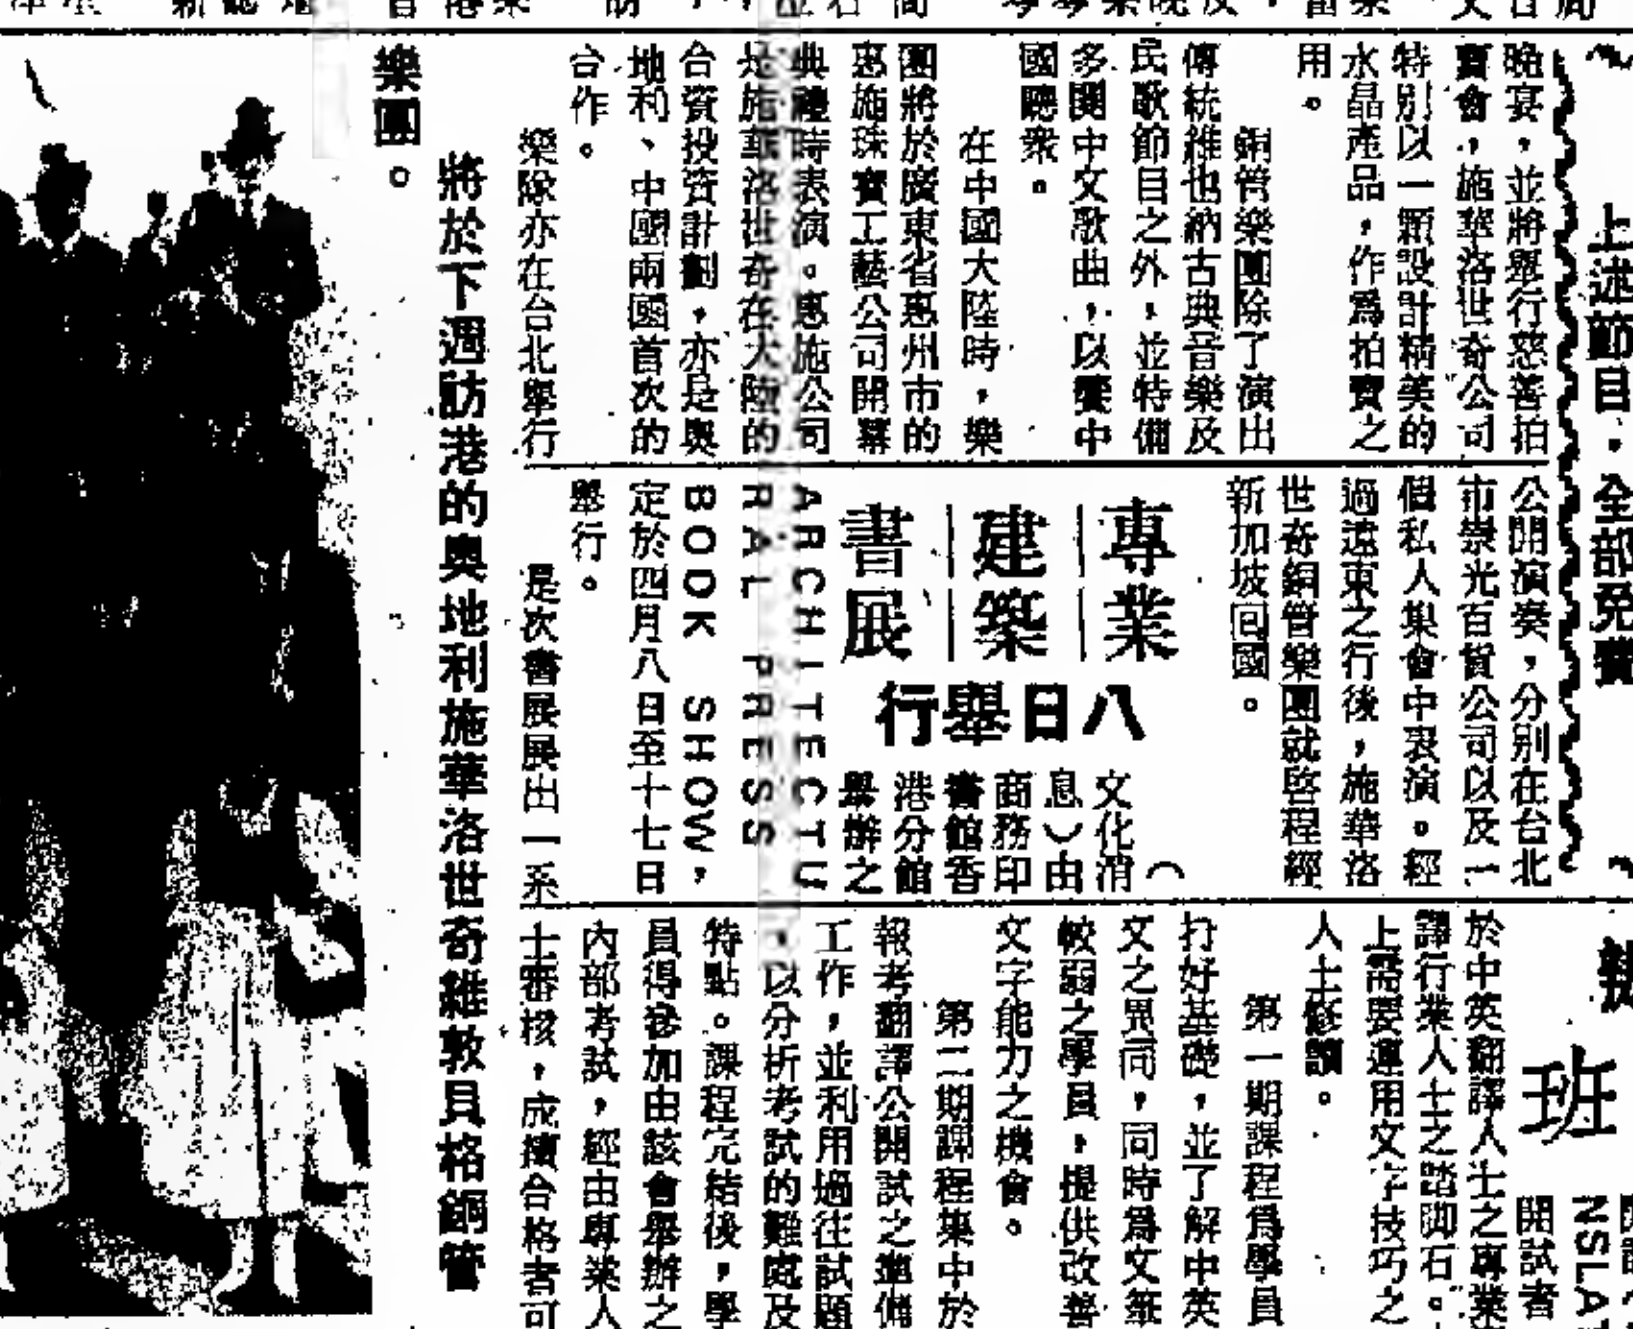 上述節目，全部免費
晚宴，並將舉行慈善拍
賣會，施華洛世奇公司
特別以一顆設計精美的
水晶產品，作爲拍賣之
用。
銅管樂團除了演出
傳統維也納古典音樂及
民歌節目之外，並特備
多闋中文歌曲，以饗中
國聽衆。
在中國大陸時，樂
團將於廣東省惠州市的
惠施珠寶工藝公司開幕
典禮時表演。惠施公司
是施華洛世奇在大陸的
合資投資計劃，亦是奥
地利、中國兩國首次的
合作。
樂隊亦在台北舉行
公開演奏，分別在台北
市崇光百貨公司以及一
個私人集會中表演。經
過遠東之行後，施華洛
世奇銅管樂團就啓程經
新加坡回國。
將於下週訪港的奥地利施華洛世奇維敦貝格銅管
樂團。
專業
建築
書展
八日舉行
（文化消
息）由
商務印
書館香
港分館
舉辦之
ARCHITECTU
RAL PRESS
BODK SHOW，
定於四月八日至十七日
舉行。
是次書展展出一系
班
開試者
於中英翻譯人士之專業
譯行業人士之踏脚石。
上需要運用文字技巧之
人士修讀。
第一期課程爲學員
打好基礎，並了解中英
文之異同，同時爲文筆
較弱之學員，提供改善
文字能力之機會。
第二期課程集中於
報考翻譯公開試之準備
工作，並利用過往試題
，以分析考試的難處及
特點。課程完結後，學
員得參加由該會舉辦之
內部考試，經由專業人
士審核，成績合格者可